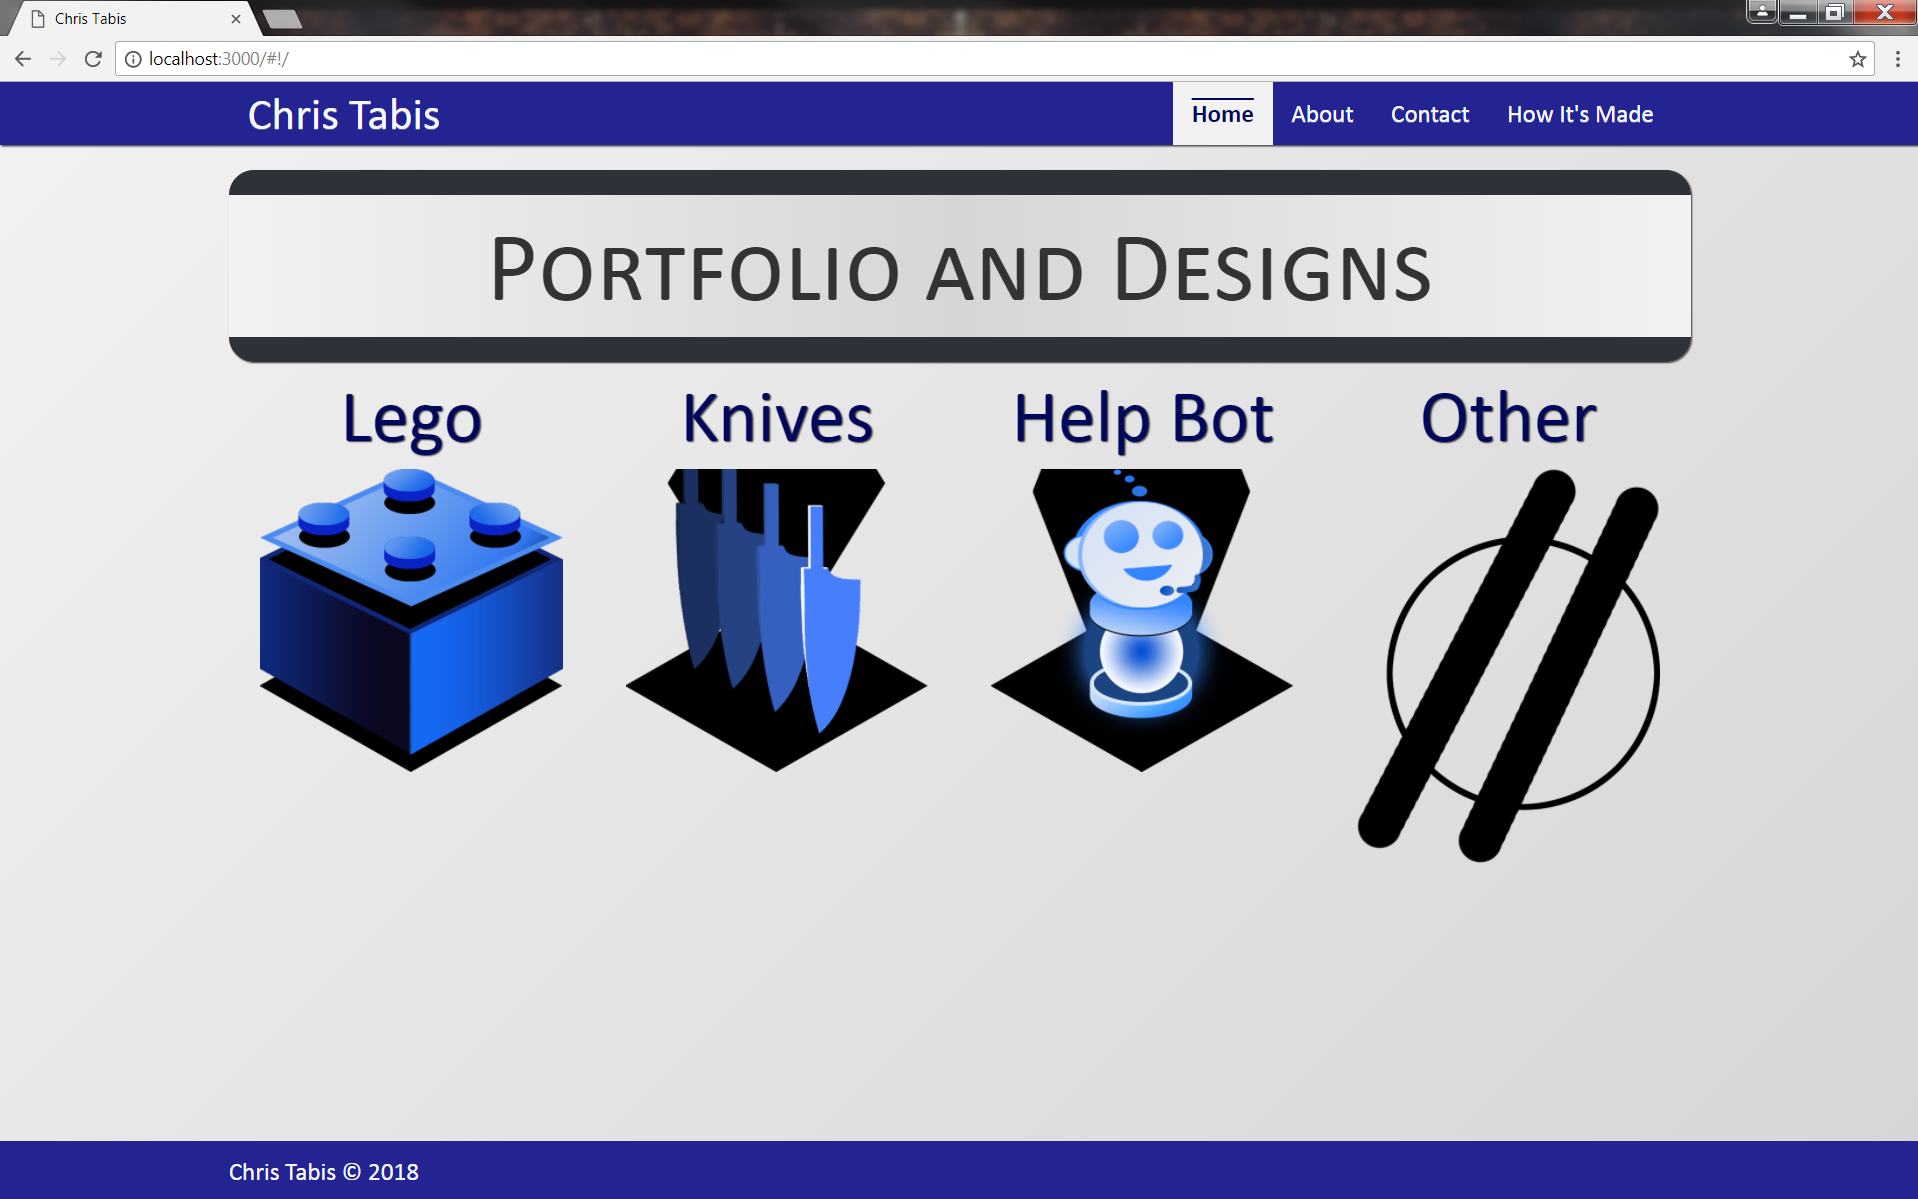 Chris Tabis
localhost:3000/#!/
Chris Tabis
Home About Contact How It's Made
Portfolio and Designs
Lego Knives Help Bot Other
Chris Tabis © 2018